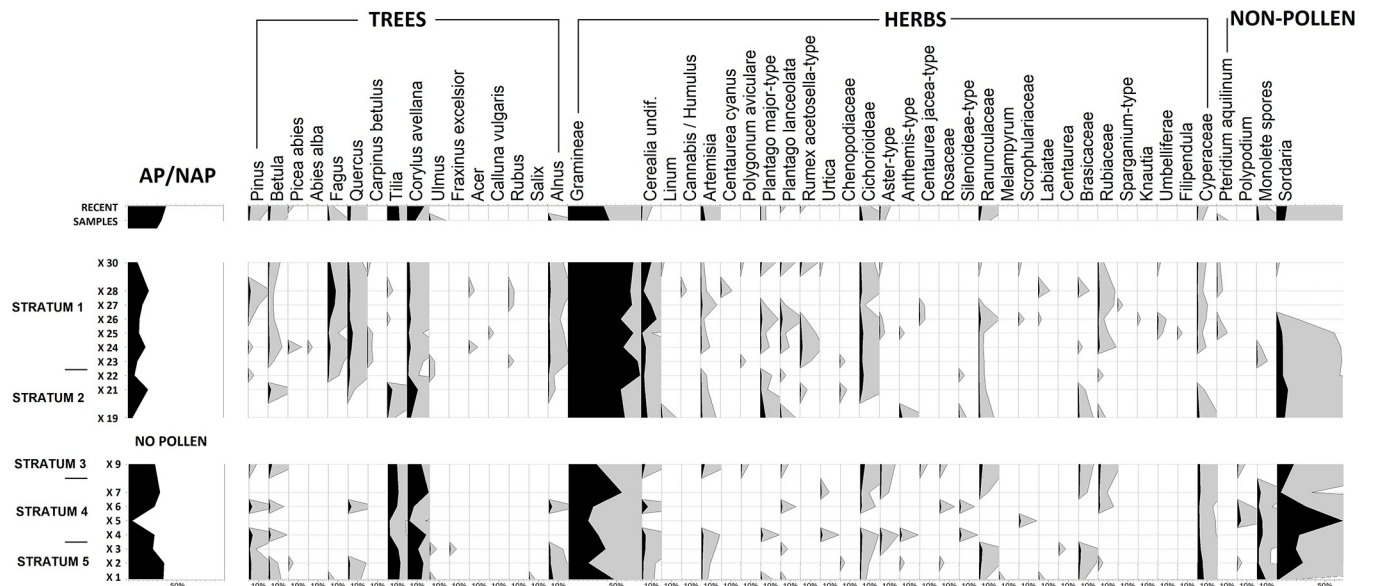 TREES HERBS NON-POLLEN
AP/NAP
Pinus
Betula
Picea abies
Abies alba
Fagus
Quercus
Carpinus betulus
Tilia
Corylus avellana
Ulmus
Fraxinus excelsior
Acer
Calluna vulgaris
Rubus
Salix
Alnus
Gramineae
Cerealia undif.
Linum
Cannabis / Humulus
Artemisia
Centaurea cyanus
Polygonum aviculare
Plantago major-type
Plantago lanceolata
Rumex acetosella-type
Urtica
Chenopodiaceae
Cichorioideae
Aster-type
Anthemis-type
Centaurea jacea-type
Rosaceae
Silenoideae-type
Ranunculaceae
Melampyrum
Scrophulariaceae
Labiatae
Centaurea
Brasicaceae
Rubiaceae
Sparganium-type
Knautia
Umbelliferae
Filipendula
Cyperaceae
Pteridium aquilinum
Polypodium
Monolete spores
Sordaria
RECENT
SAMPLES
X 30
X 28
STRATUM 1 X 27
X 26
X 25
X 24
X 23
X 22
X 21
STRATUM 2
X 19
NO POLLEN
STRATUM 3 X 9
X 7
X 6
STRATUM 4
X 5
X 4
X 3
STRATUM 5 X 2
X 1